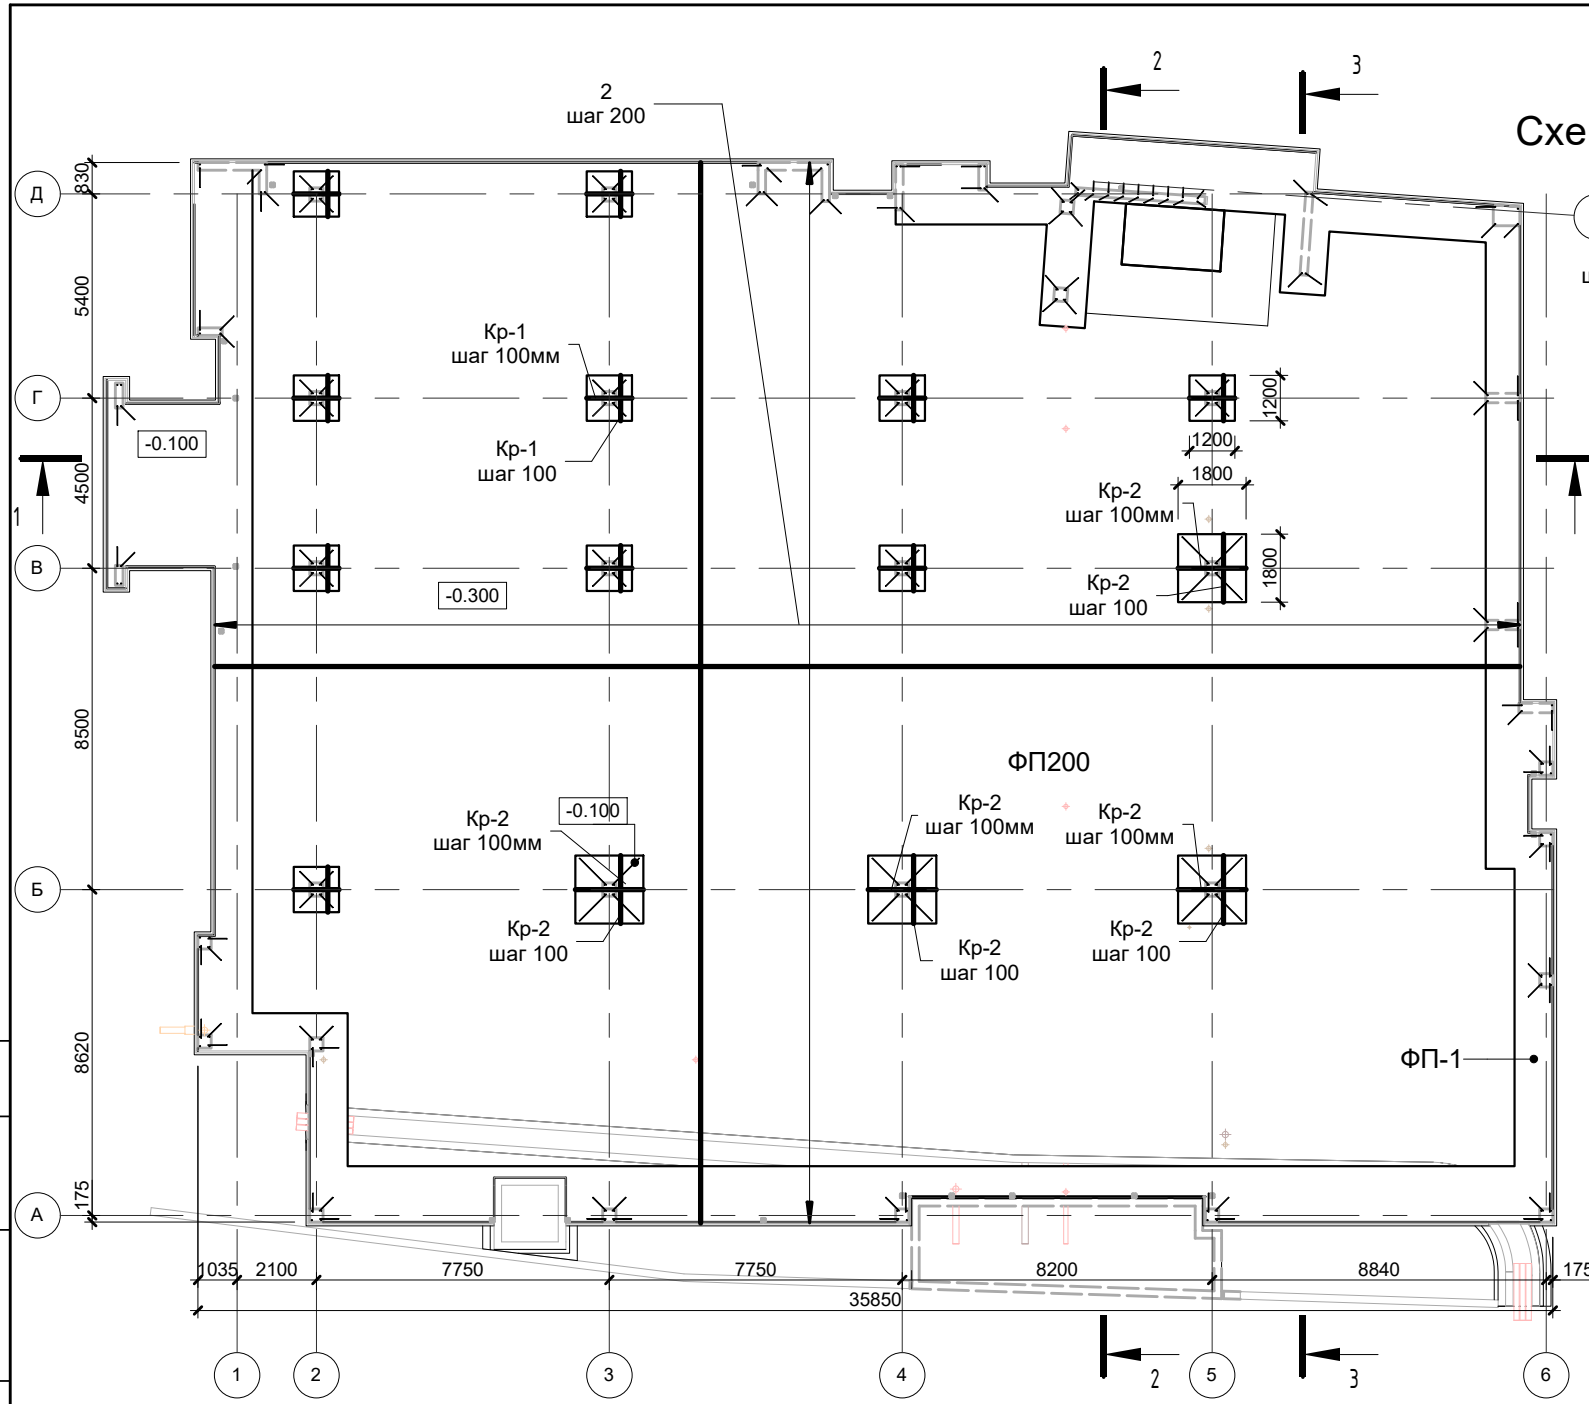 2
3
2
шаг 200
Схе
830
Д
5400
Кр-1
шаг 100мм
Г
1200
-0.100
Кр-1
шаг 100
1200
1800
4500
1
Кр-2
шаг 100мм
В
1800
-0.300
Кр-2
шаг 100
8500
ФП200
-0.100
Кр-2
шаг 100мм
Кр-2
шаг 100мм
Кр-2
шаг 100мм
Б
Кр-2
шаг 100
Кр-2
шаг 100
Кр-2
шаг 100
8620
ФП-1
175
А
1035
2100
7750
7750
8200
8840
175
35850
1
2
3
4
2
5
3
6